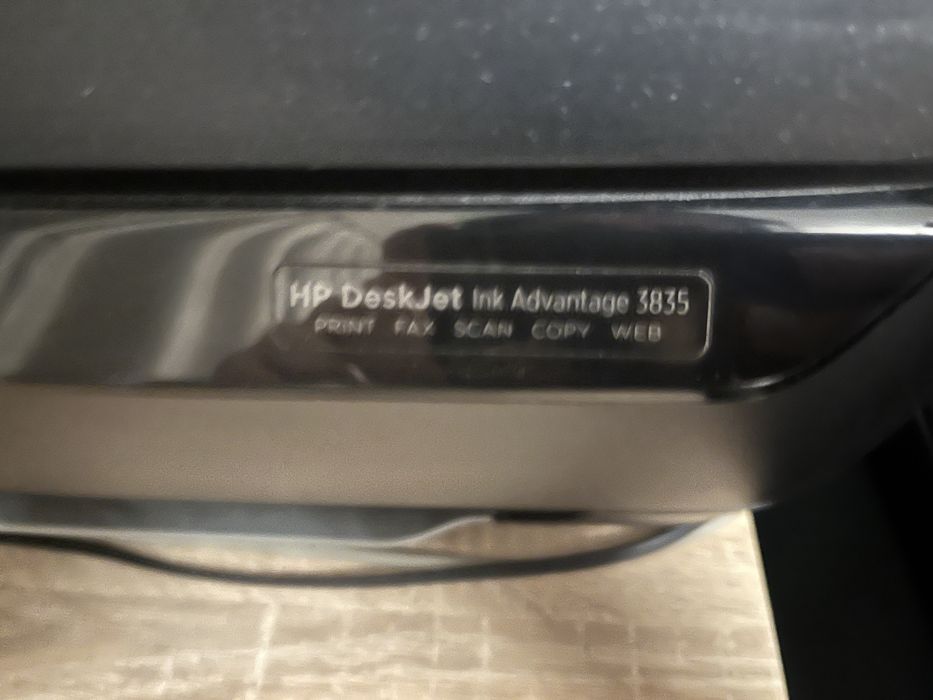 HP DeskJet Ink Advantage 3835
PRINT FAX SCAN COPY WEB